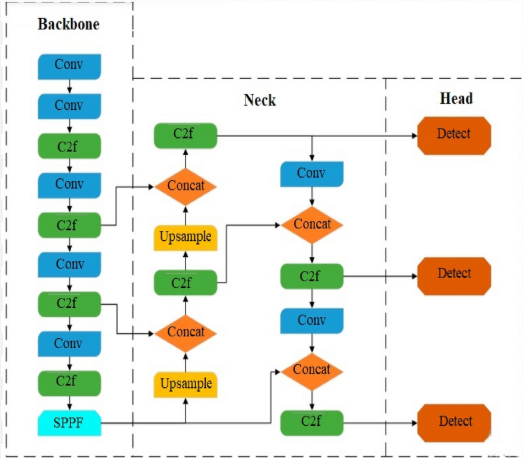 Backbone
Conv
Conv
C2f
Conv
C2f
Conv
C2f
Conv
C2f
SPPF
Neck
C2f
Concat
Upsample
C2f
Concat
Upsample
Conv
Concat
C2f
Conv
Concat
C2f
Head
Detect
Detect
Detect